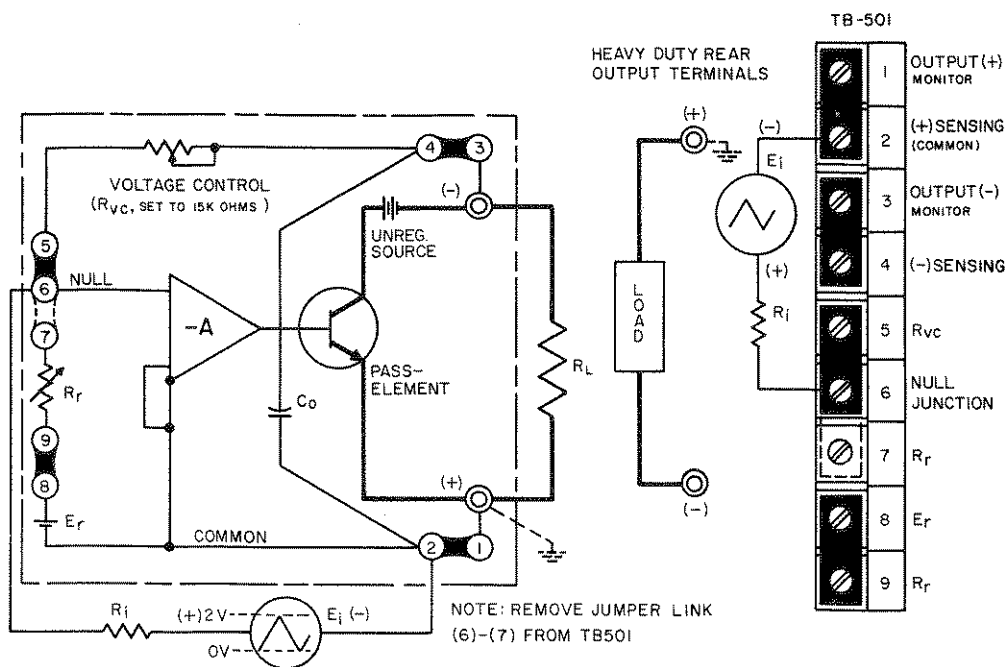 TB-501
HEAVY DUTY REAR
OUTPUT TERMINALS
1 OUTPUT (+)
MONITOR
2 (+) SENSING
(COMMON)
3 OUTPUT (-)
MONITOR
4 (-) SENSING
5 RVC
6 NULL
JUNCTION
7 Rr
8 Er
9 Rr
(+)
(-)
Ei
(+)
Ri
LOAD
(-)
4 3
VOLTAGE CONTROL
(RVC, SET TO 15K OHMS)
(-)
UNREG.
SOURCE
5
6 NULL
7
-A
PASS-
ELEMENT
RL
Rr
Co
9
8
Er
(+)
COMMON
2 1
Ri
(+) 2V
Ei (-)
0V
NOTE: REMOVE JUMPER LINK
(6)-(7) FROM TB501